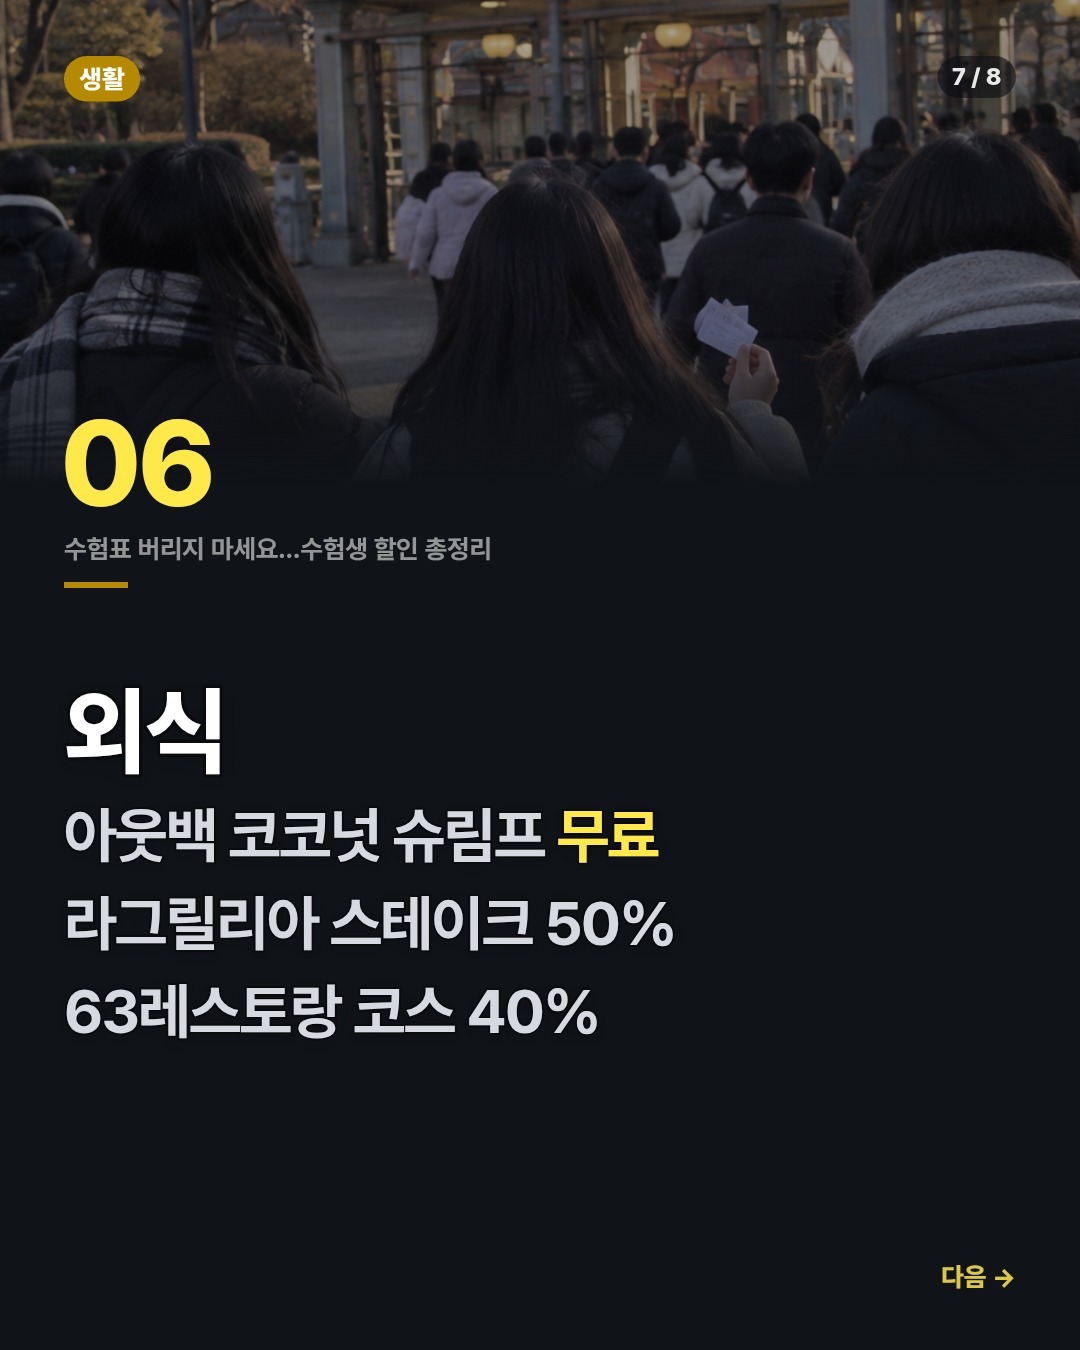 생활
7 / 8
06
수험표 버리지 마세요…수험생 할인 총정리
외식
아웃백 코코넛 슈림프 무료
라그릴리아 스테이크 50%
63레스토랑 코스 40%
다음 →